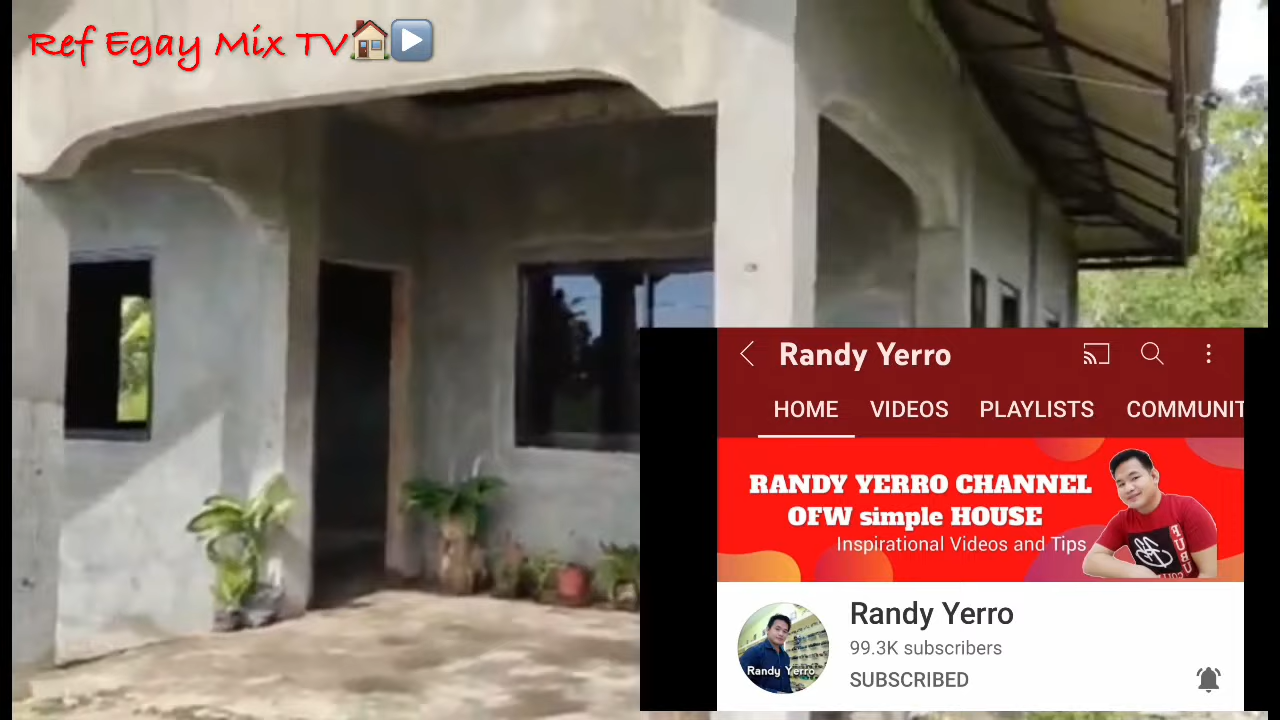 Ref Egay Mix TV
Randy Yerro
HOME VIDEOS PLAYLISTS COMMUNIT
RANDY YERRO CHANNEL
OFW simple HOUSE
Inspirational Videos and Tips
Randy Yerro
99.3K subscribers
SUBSCRIBED
Randy Yerro